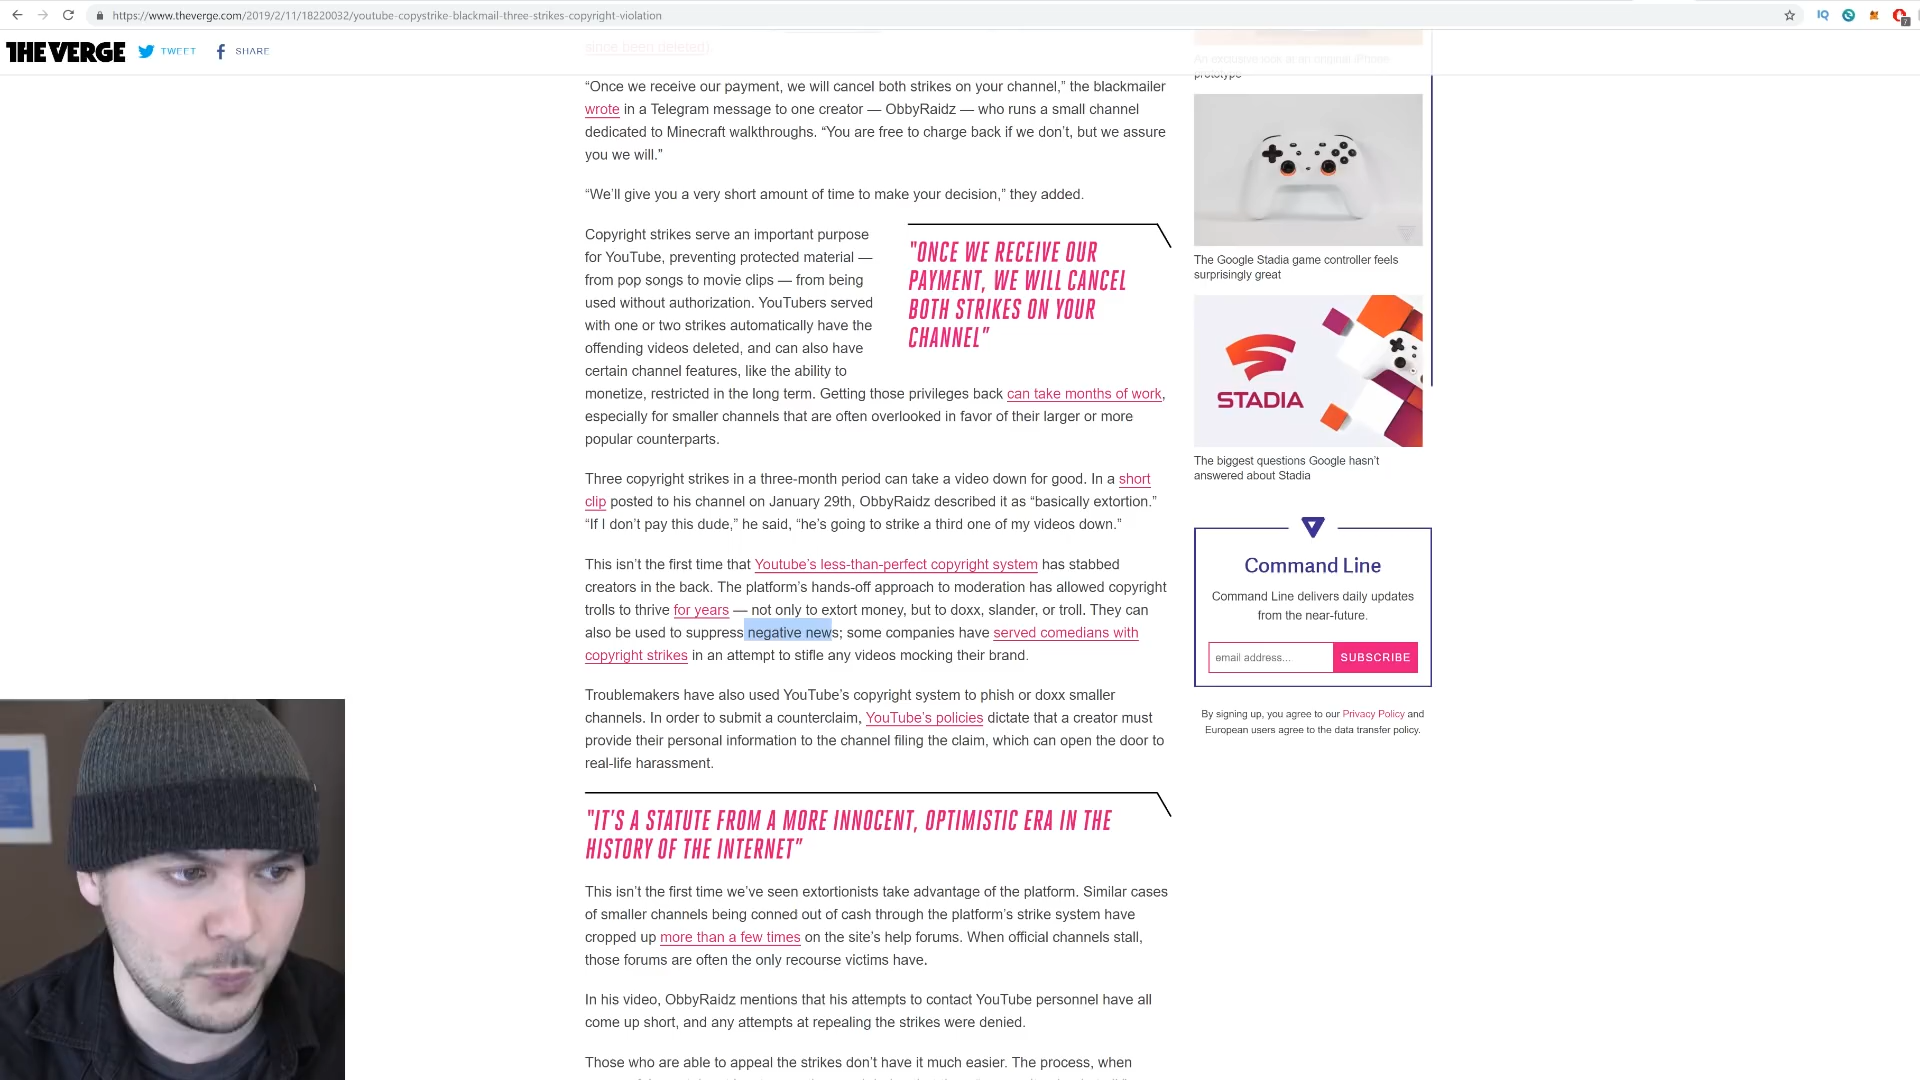 https://www.theverge.com/2019/2/11/18220032/youtube-copystrike-blackmail-three-strikes-copyright-violation
IQ
7
THE VERGE
TWEET
SHARE
since been deleted)
“Once we receive our payment, we will cancel both strikes on your channel,” the blackmailer
wrote in a Telegram message to one creator — ObbyRaidz — who runs a small channel
dedicated to Minecraft walkthroughs. “You are free to charge back if we don’t, but we assure
you we will.”
“We’ll give you a very short amount of time to make your decision,” they added.
Copyright strikes serve an important purpose
for YouTube, preventing protected material —
from pop songs to movie clips — from being
used without authorization. YouTubers served
with one or two strikes automatically have the
offending videos deleted, and can also have
certain channel features, like the ability to
monetize, restricted in the long term. Getting those privileges back can take months of work,
especially for smaller channels that are often overlooked in favor of their larger or more
popular counterparts.
"ONCE WE RECEIVE OUR
PAYMENT, WE WILL CANCEL
BOTH STRIKES ON YOUR
CHANNEL"
Three copyright strikes in a three-month period can take a video down for good. In a short
clip posted to his channel on January 29th, ObbyRaidz described it as “basically extortion.”
“If I don’t pay this dude,” he said, “he’s going to strike a third one of my videos down.”
This isn’t the first time that Youtube’s less-than-perfect copyright system has stabbed
creators in the back. The platform’s hands-off approach to moderation has allowed copyright
trolls to thrive for years — not only to extort money, but to doxx, slander, or troll. They can
also be used to suppress negative news; some companies have served comedians with
copyright strikes in an attempt to stifle any videos mocking their brand.
Troublemakers have also used YouTube’s copyright system to phish or doxx smaller
channels. In order to submit a counterclaim, YouTube’s policies dictate that a creator must
provide their personal information to the channel filing the claim, which can open the door to
real-life harassment.
"IT'S A STATUTE FROM A MORE INNOCENT, OPTIMISTIC ERA IN THE
HISTORY OF THE INTERNET"
This isn’t the first time we’ve seen extortionists take advantage of the platform. Similar cases
of smaller channels being conned out of cash through the platform’s strike system have
cropped up more than a few times on the site’s help forums. When official channels stall,
those forums are often the only recourse victims have.
In his video, ObbyRaidz mentions that his attempts to contact YouTube personnel have all
come up short, and any attempts at repealing the strikes were denied.
Those who are able to appeal the strikes don’t have it much easier. The process, when
An exclusive look at an original iPhone
prototype
The Google Stadia game controller feels
surprisingly great
STADIA
The biggest questions Google hasn’t
answered about Stadia
Command Line
Command Line delivers daily updates
from the near-future.
email address...
SUBSCRIBE
By signing up, you agree to our Privacy Policy and
European users agree to the data transfer policy.